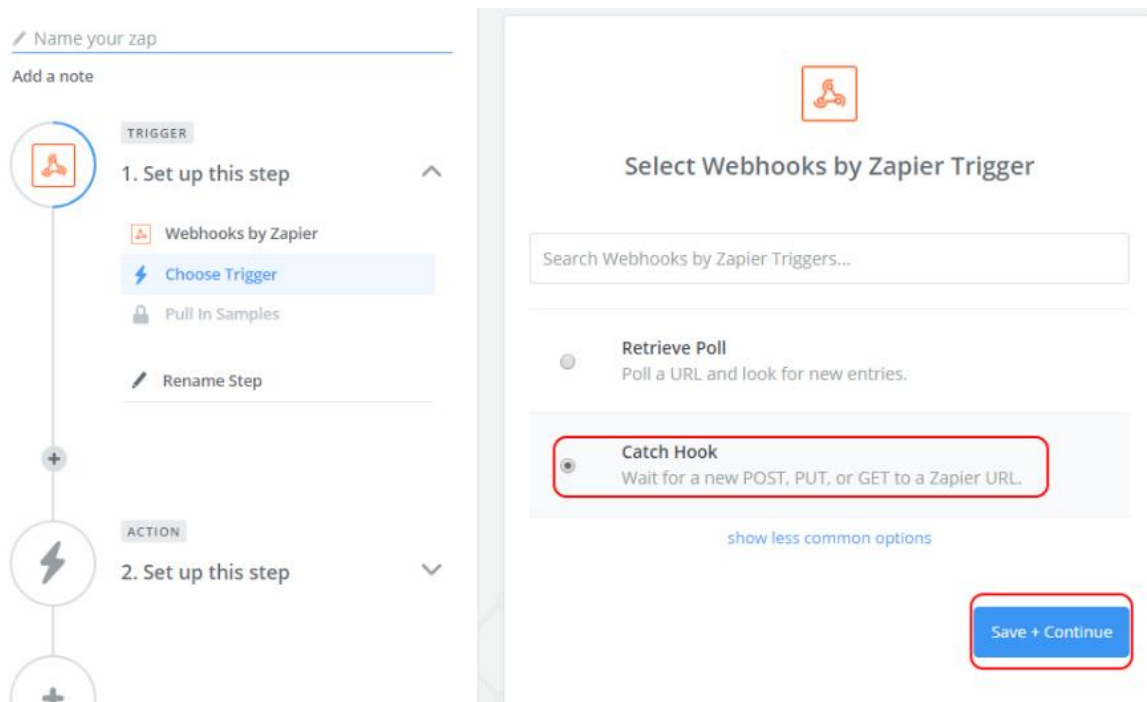 Name your zap
Add a note
TRIGGER
1. Set up this step
Webhooks by Zapier
Choose Trigger
Pull In Samples
Rename Step
ACTION
2. Set up this step
Select Webhooks by Zapier Trigger
Search Webhooks by Zapier Triggers...
Retrieve Poll
Poll a URL and look for new entries.
Catch Hook
Wait for a new POST, PUT, or GET to a Zapier URL.
show less common options
Save + Continue